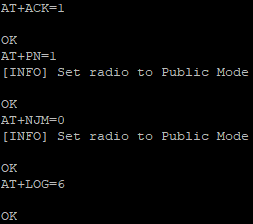 AT+ACK=1
OK
AT+PN=1
[INFO] Set radio to Public Mode
OK
AT+NJM=0
[INFO] Set radio to Public Mode
OK
AT+LOG=6
OK